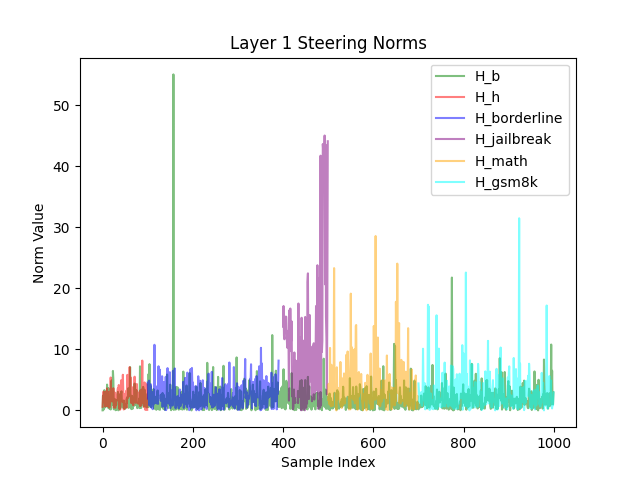 Layer 1 Steering Norms
H_b
H_h
H_borderline
H_jailbreak
H_math
H_gsm8k
Norm Value
50
40
30
20
10
0
0 200 400 600 800 1000
Sample Index